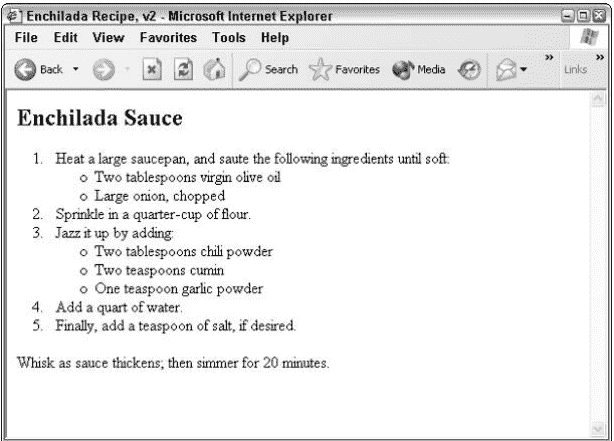 Enchilada Recipe, v2 - Microsoft Internet Explorer
File Edit View Favorites Tools Help
Back Search Favorites Media » Links »
Enchilada Sauce
1. Heat a large saucepan, and saute the following ingredients until soft:
o Two tablespoons virgin olive oil
o Large onion, chopped
2. Sprinkle in a quarter-cup of flour.
3. Jazz it up by adding:
o Two tablespoons chili powder
o Two teaspoons cumin
o One teaspoon garlic powder
4. Add a quart of water.
5. Finally, add a teaspoon of salt, if desired.
Whisk as sauce thickens; then simmer for 20 minutes.